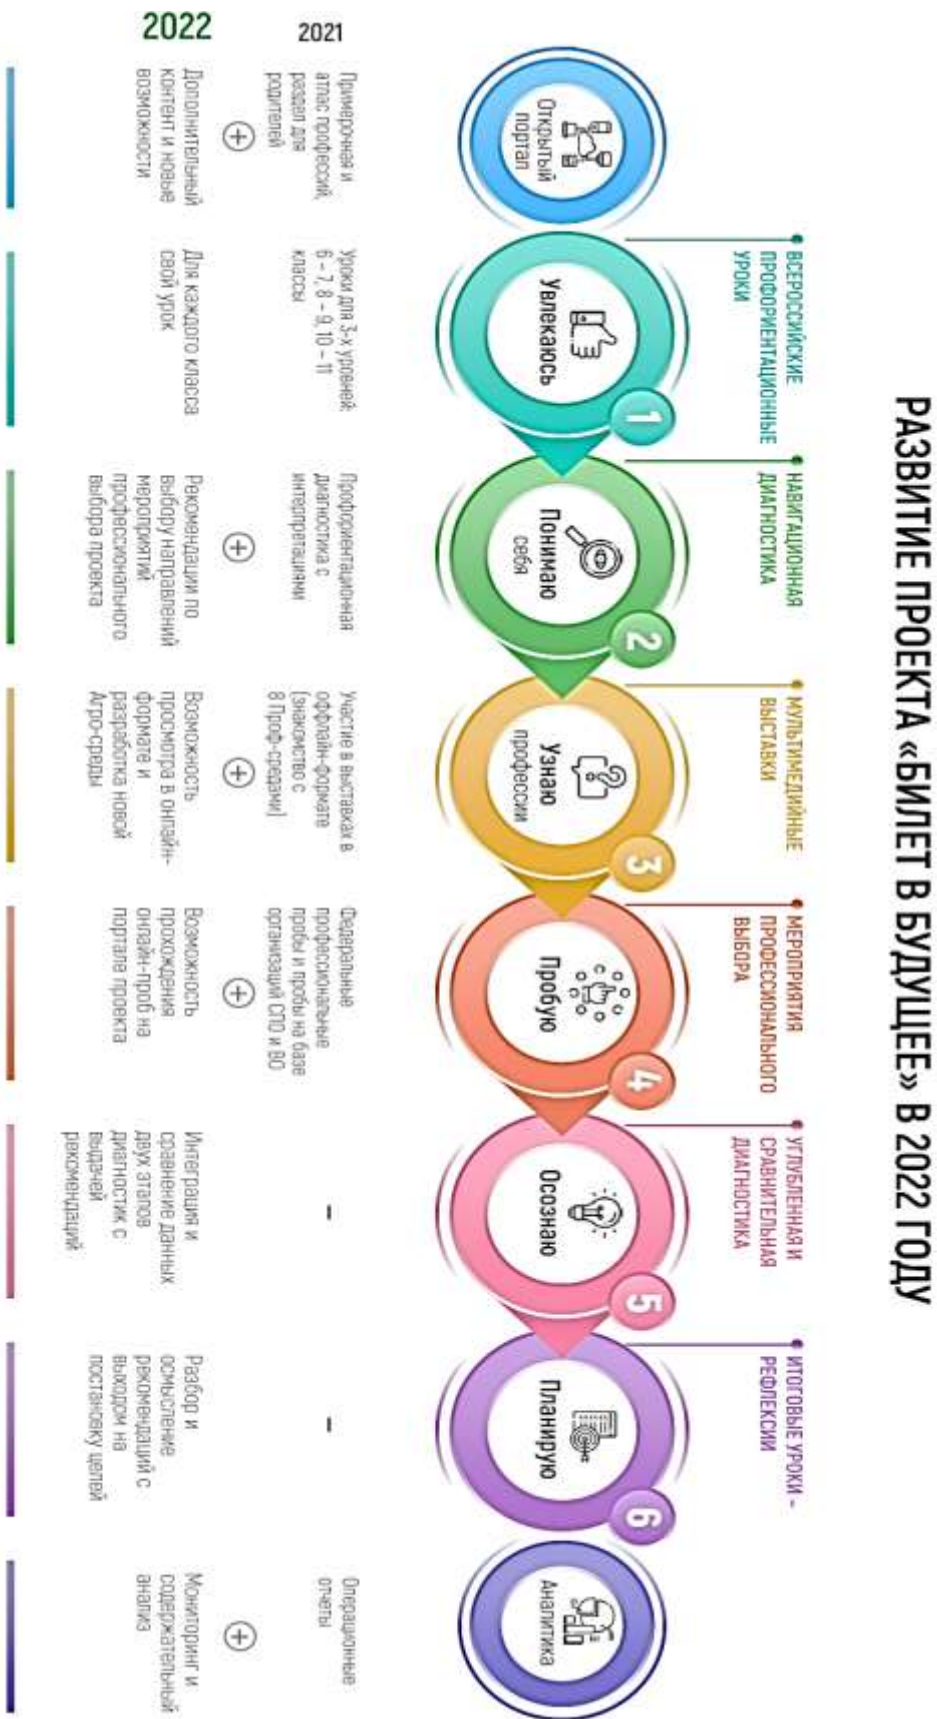 РАЗВИТИЕ ПРОЕКТА «БИЛЕТ В БУДУЩЕЕ» В 2022 ГОДУ
ВСЕРОССИЙСКИЕ
ПРОФОРИЕНТАЦИОННЫЕ
УРОКИ
НАВИГАЦИОННАЯ
ДИАГНОСТИКА
МУЛЬТИМЕДИЙНЫЕ
ВЫСТАВКИ
МЕРОПРИЯТИЯ
ПРОФЕССИОНАЛЬНОГО
ВЫБОРА
УГЛУБЛЕННАЯ И
СРАВНИТЕЛЬНАЯ
ДИАГНОСТИКА
ИТОГОВЫЕ УРОКИ –
РЕФЛЕКСИИ
Открытый
портал
Увлекаюсь
1
Понимаю
себя
2
Узнаю
профессии
3
Пробую
4
Осознаю
5
Планирую
6
Аналитика
2021
Примерочная и
атлас профессий,
раздел для
родителей
Уроки для 3-х уровней:
6 – 7, 8 – 9, 10 – 11
классы
Профориентационная
диагностика с
интерпретациями
Участие в выставках в
оффлайн-формате
(знакомство с
8 Проф-средами)
Федеральные
профессиональные
пробы и пробы на базе
организаций СПО и ВО
–
–
Операционные
отчеты
+
+
+
+
+
2022
Дополнительный
контент и новые
возможности
Для каждого класса
свой урок
Рекомендации по
выбору направлений
мероприятий
профессионального
выбора проекта
Возможность
просмотра в онлайн-
формате и
разработка новой
Агро-среды
Возможность
прохождения
онлайн-проб на
портале проекта
Интеграция и
сравнение данных
двух этапов
диагностик с
выдачей
рекомендаций
Разбор и
осмысление
рекомендаций с
выходом на
постановку целей
Мониторинг и
содержательный
анализ